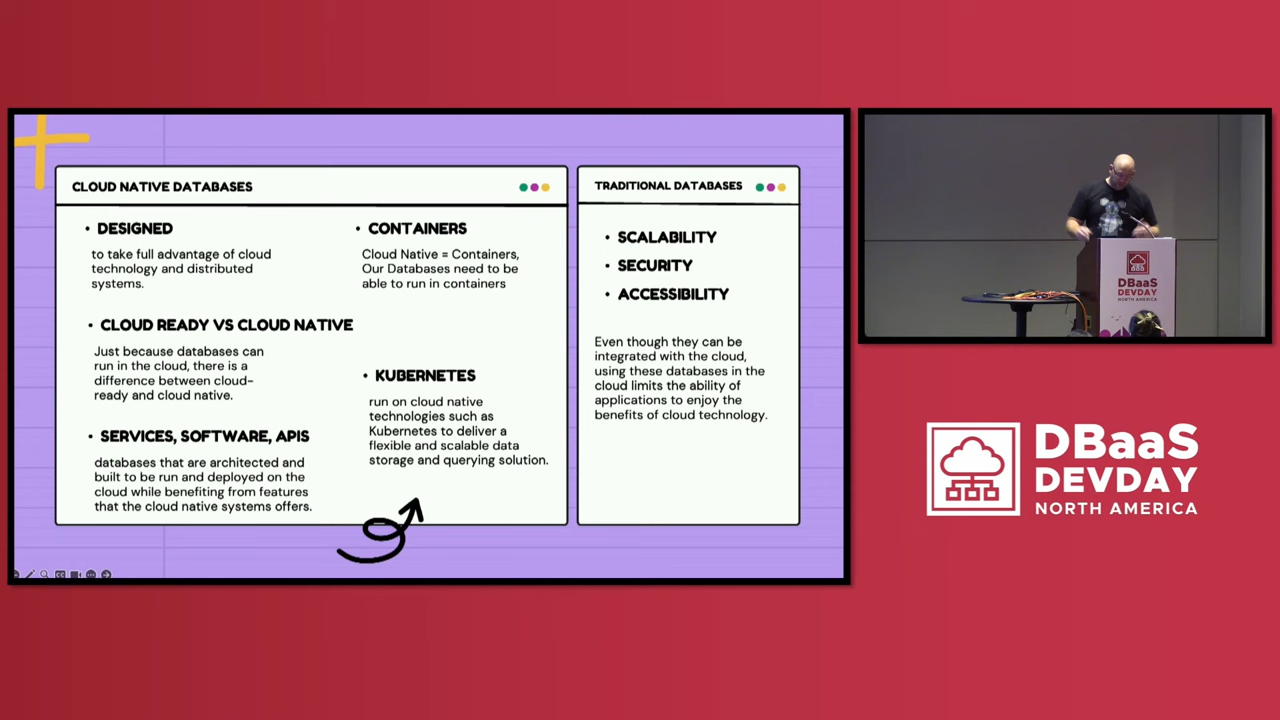 CLOUD NATIVE DATABASES
• DESIGNED
to take full advantage of cloud
technology and distributed
systems.
• CLOUD READY VS CLOUD NATIVE
Just because databases can
run in the cloud, there is a
difference between cloud-
ready and cloud native.
• SERVICES, SOFTWARE, APIS
databases that are architected and
built to be run and deployed on the
cloud while benefiting from features
that the cloud native systems offers.
• CONTAINERS
Cloud Native = Containers,
Our Databases need to be
able to run in containers
• KUBERNETES
run on cloud native
technologies such as
Kubernetes to deliver a
flexible and scalable data
storage and querying solution.
TRADITIONAL DATABASES
• SCALABILITY
• SECURITY
• ACCESSIBILITY
Even though they can be
integrated with the cloud,
using these databases in the
cloud limits the ability of
applications to enjoy the
benefits of cloud technology.
DBaaS
DEVDAY
NORTH AMERICA
DBaaS
DEVDAY
NORTH AMERICA